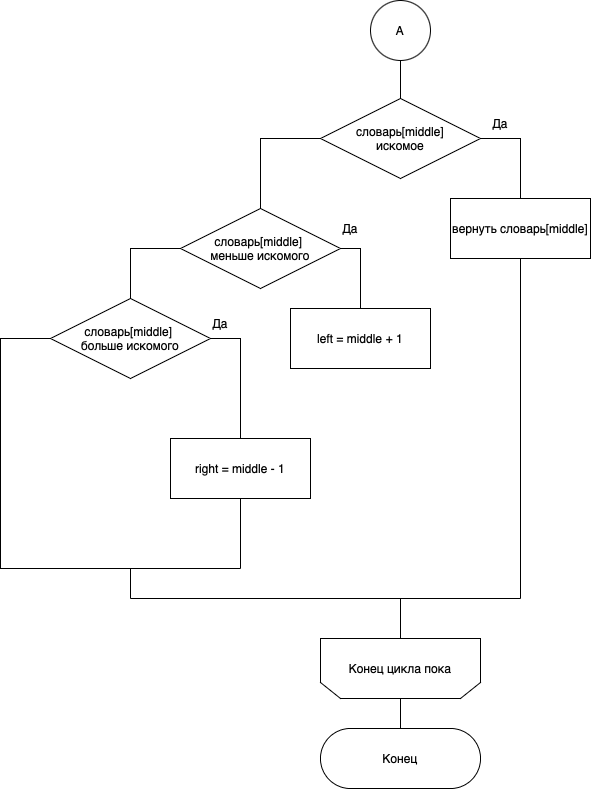 A
Да
словарь[middle]
искомое
Да
вернуть словарь[middle]
словарь[middle]
меньше искомого
Да
словарь[middle]
больше искомого
left = middle + 1
right = middle - 1
Конец цикла пока
Конец